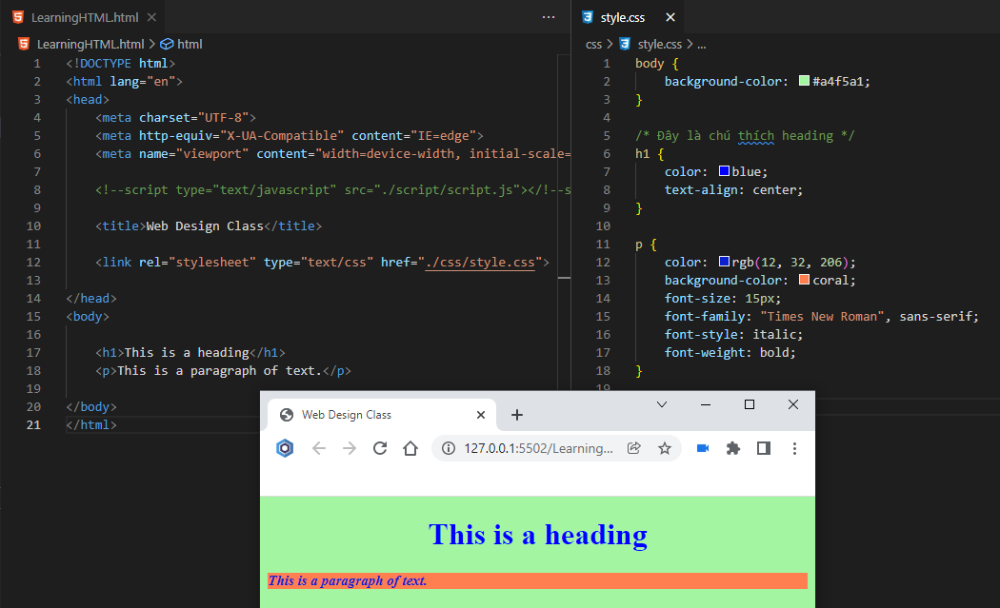 LearningHTML.html
LearningHTML.html > html
1 <!DOCTYPE html>
2 <html lang="en">
3 <head>
4 <meta charset="UTF-8">
5 <meta http-equiv="X-UA-Compatible" content="IE=edge">
6 <meta name="viewport" content="width=device-width, initial-scale=
7
8 <!--script type="text/javascript" src="./script/script.js"></!--s
9
10 <title>Web Design Class</title>
11
12 <link rel="stylesheet" type="text/css" href="./css/style.css">
13
14 </head>
15 <body>
16
17 <h1>This is a heading</h1>
18 <p>This is a paragraph of text.</p>
19
20 </body>
21 </html>
style.css
css > style.css > ...
1 body {
2 background-color: #a4f5a1;
3 }
4
5 /* Đây là chú thích heading */
6 h1 {
7 color: blue;
8 text-align: center;
9 }
10
11 p {
12 color: rgb(12, 32, 206);
13 background-color: coral;
14 font-size: 15px;
15 font-family: "Times New Roman", sans-serif;
16 font-style: italic;
17 font-weight: bold;
18 }
19
Web Design Class
127.0.0.1:5502/Learning...
This is a heading
This is a paragraph of text.